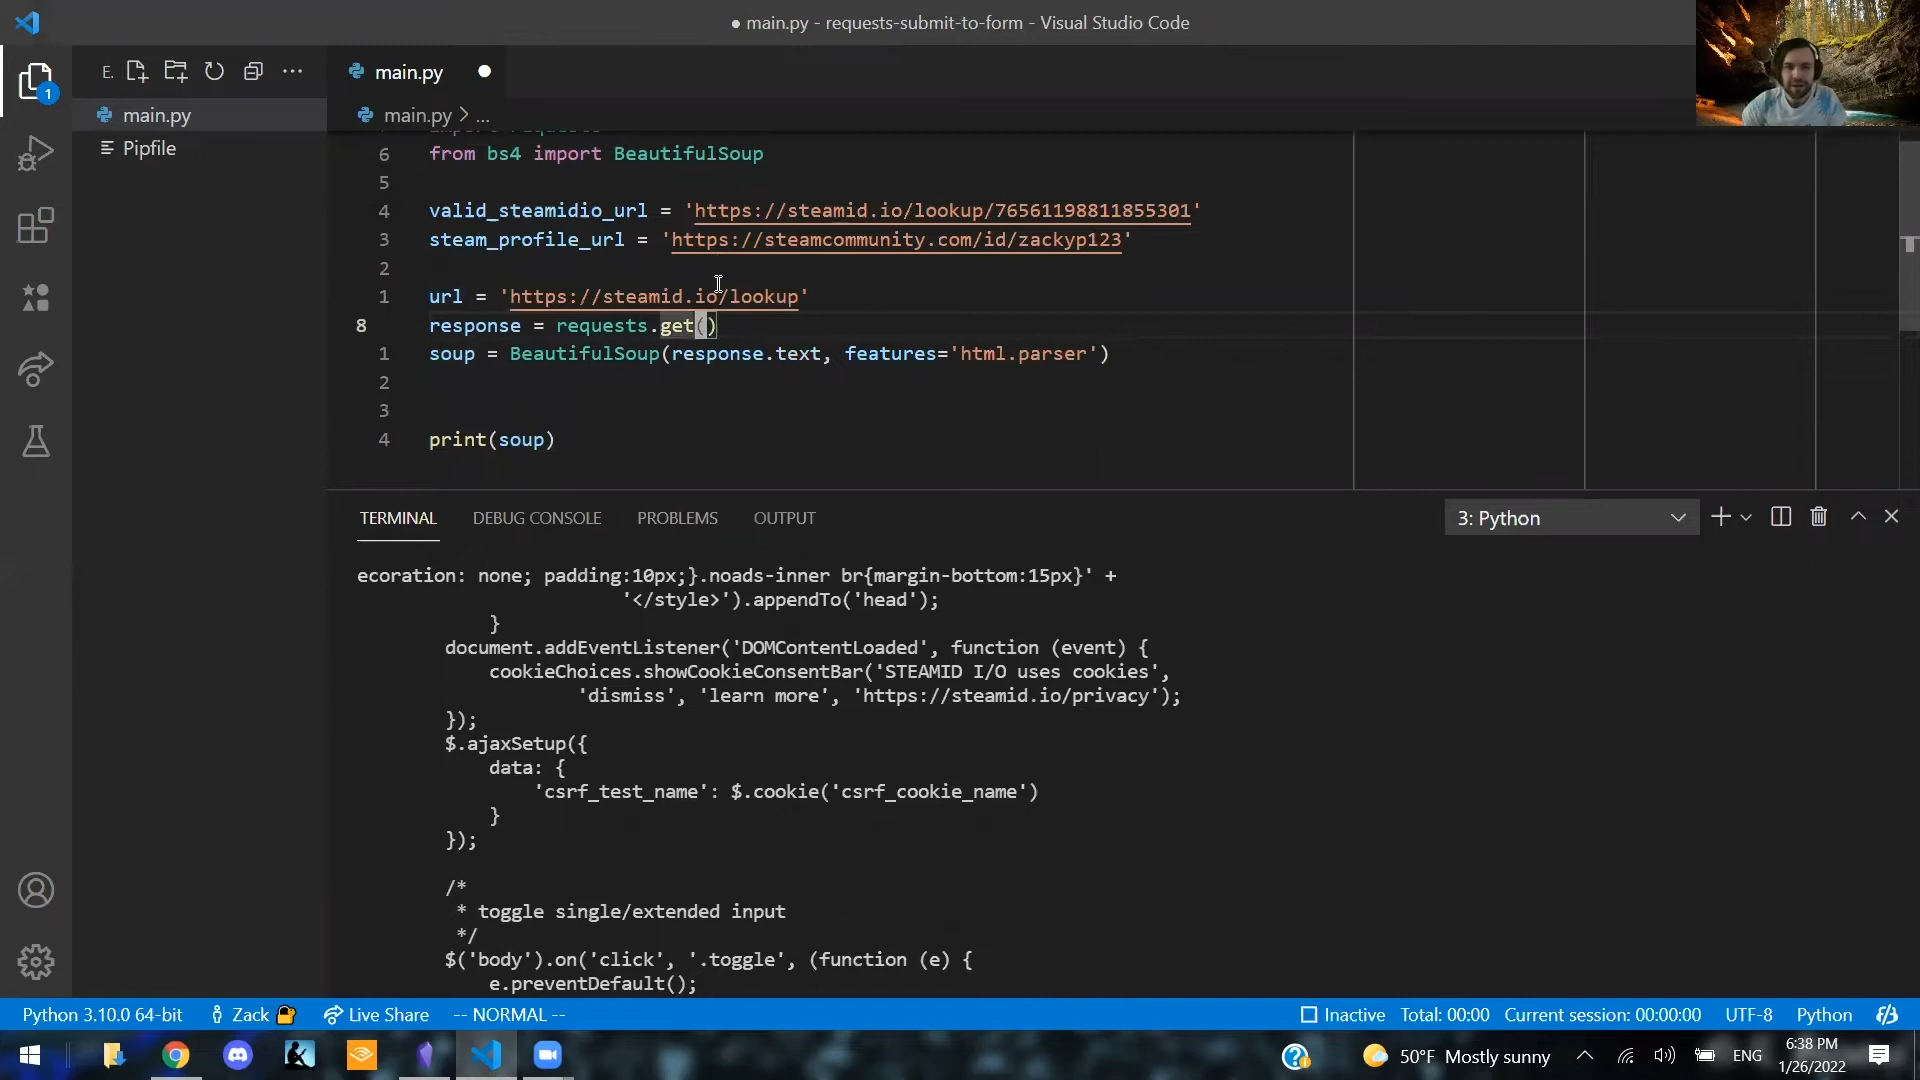 ● main.py - requests-submit-to-form - Visual Studio Code
1
E.
main.py
main.py
Pipfile
main.py > ...
import requests
6 from bs4 import BeautifulSoup
5
4 valid_steamidio_url = 'https://steamid.io/lookup/76561198811855301'
3 steam_profile_url = 'https://steamcommunity.com/id/zackyp123'
2
1 url = 'https://steamid.io/lookup'
8 response = requests.get()
1 soup = BeautifulSoup(response.text, features='html.parser')
2
3
4 print(soup)
TERMINAL DEBUG CONSOLE PROBLEMS OUTPUT 3: Python
ecoration: none; padding:10px;}.noads-inner br{margin-bottom:15px}' +
'</style>').appendTo('head');
}
document.addEventListener('DOMContentLoaded', function (event) {
cookieChoices.showCookieConsentBar('STEAMID I/O uses cookies',
'dismiss', 'learn more', 'https://steamid.io/privacy');
});
$.ajaxSetup({
data: {
'csrf_test_name': $.cookie('csrf_cookie_name')
}
});
/*
* toggle single/extended input
*/
$('body').on('click', '.toggle', (function (e) {
e.preventDefault();
Python 3.10.0 64-bit Zack Live Share -- NORMAL -- Inactive Total: 00:00 Current session: 00:00:00 UTF-8 Python
50°F Mostly sunny ENG 6:38 PM
1/26/2022